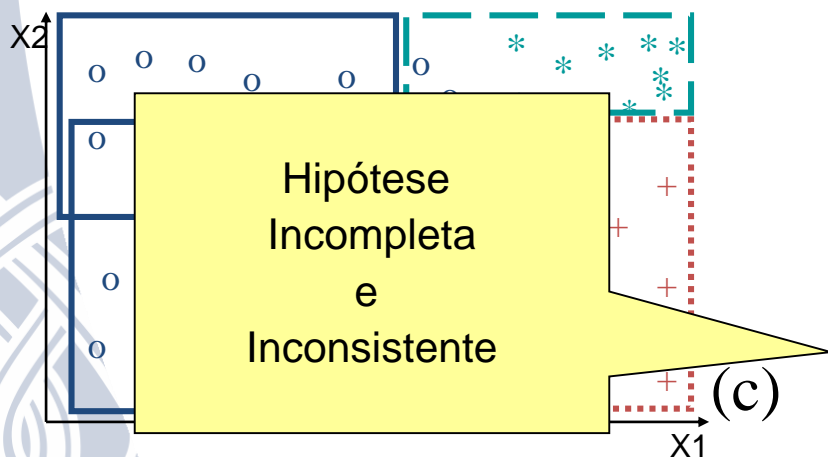 X2
Hipótese
Incompleta
e
Inconsistente
(c)
X1